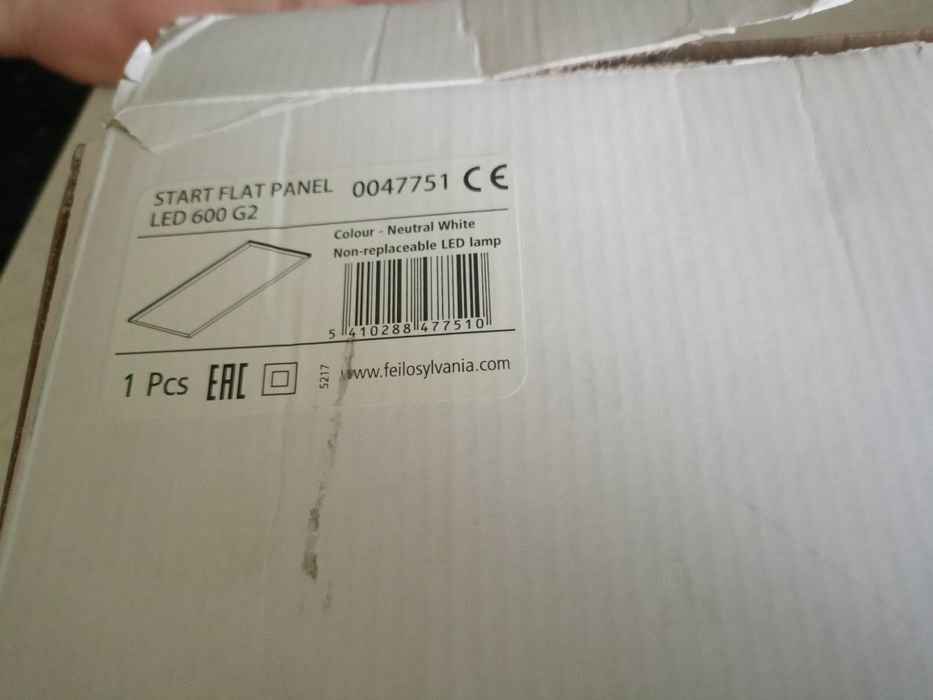 START FLAT PANEL 0047751 CE
LED 600 G2
Colour - Neutral White
Non-replaceable LED lamp
5 410288 477510
1 Pcs EAC 5217 www.feilosylvania.com